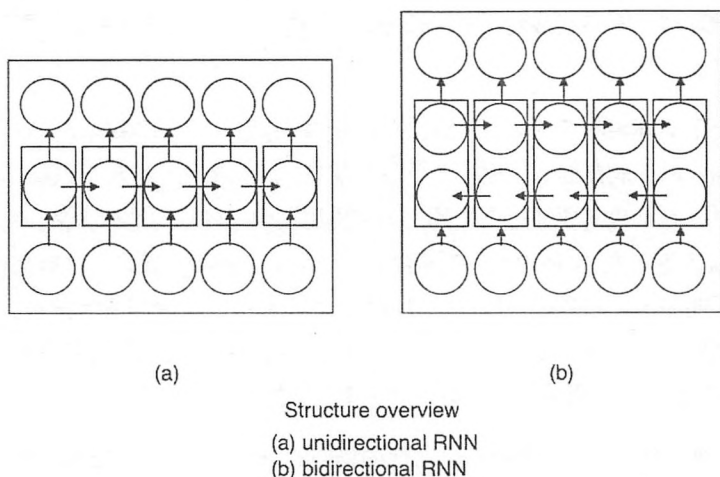 (a)
(b)
Structure overview
(a) unidirectional RNN
(b) bidirectional RNN